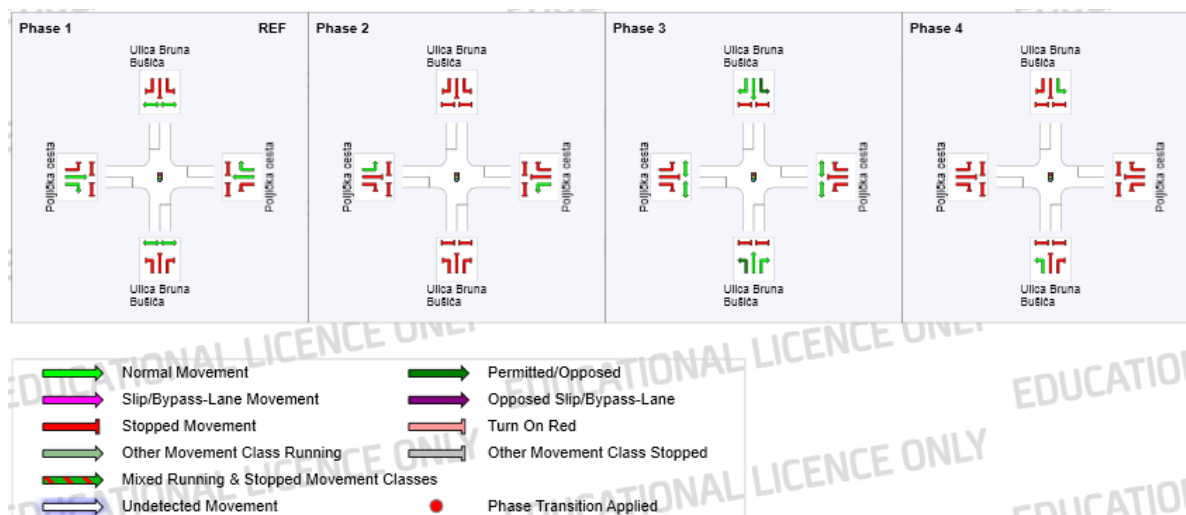 Phase 1
REF
Phase 2
Phase 3
Phase 4
Ulica Bruna
Bušića
Ulica Bruna
Bušića
Ulica Bruna
Bušića
Ulica Bruna
Bušića
Poljička cesta
Poljička cesta
Poljička cesta
Poljička cesta
Poljička cesta
Poljička cesta
Poljička cesta
Poljička cesta
Ulica Bruna
Bušića
Ulica Bruna
Bušića
Ulica Bruna
Bušića
Ulica Bruna
Bušića
EDUCATIONAL LICENCE ONLY
EDUCATIONAL LICENCE ONLY
EDUCATIO
Normal Movement
Permitted/Opposed
Slip/Bypass-Lane Movement
Opposed Slip/Bypass-Lane
Stopped Movement
Turn On Red
Other Movement Class Running
Other Movement Class Stopped
Mixed Running & Stopped Movement Classes
Undetected Movement
Phase Transition Applied
EDUCATIONAL LICENCE ONLY
EDUCATIONAL LICENCE ONLY